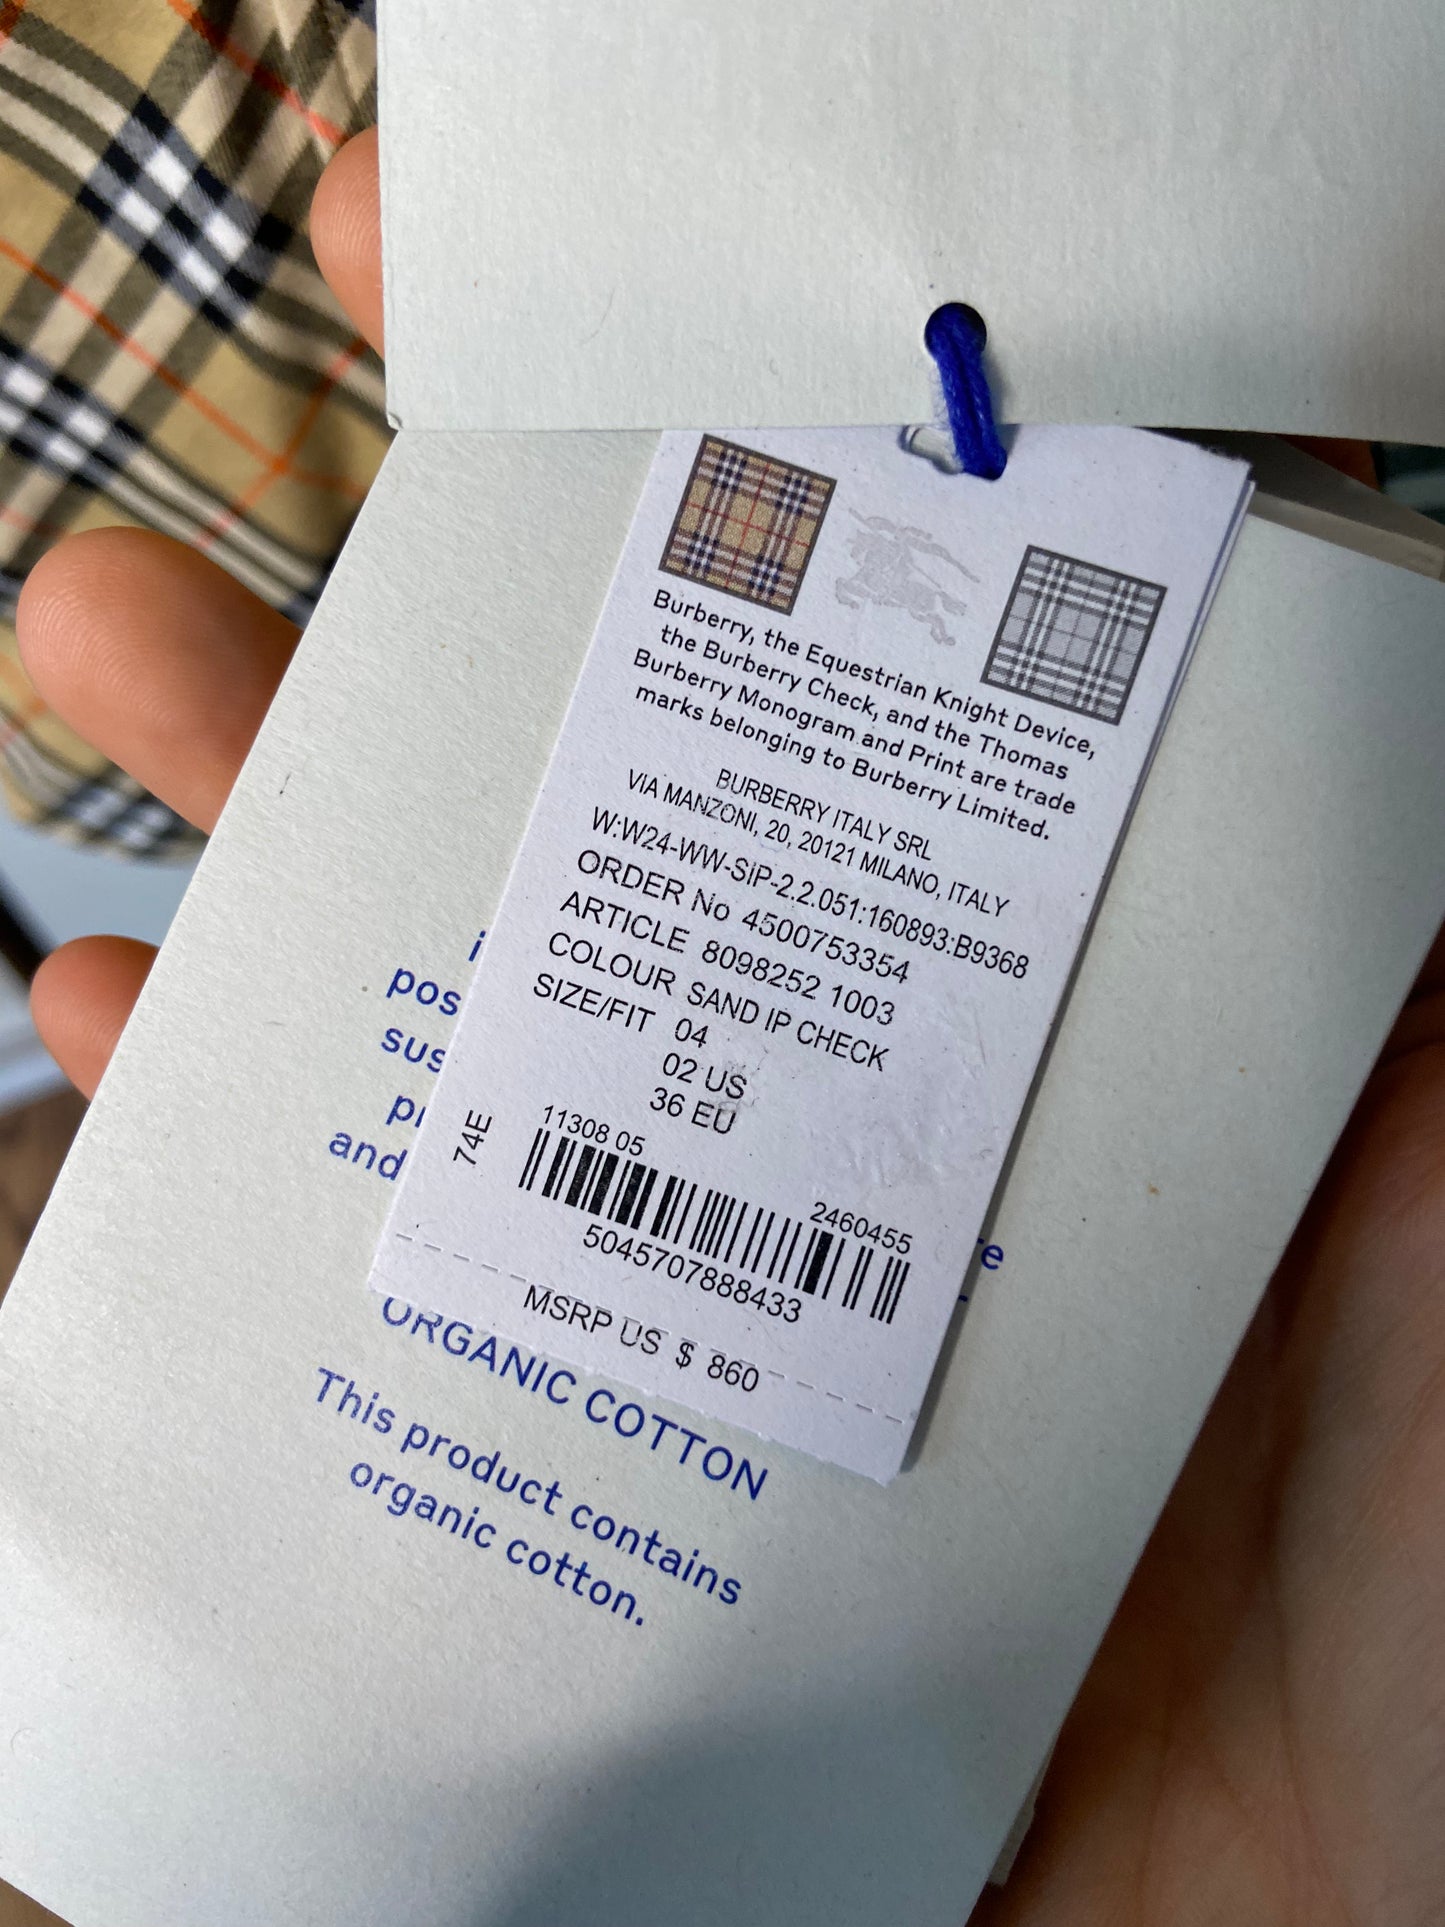 Burberry, the Equestrian Knight Device,
the Burberry Check, and the Thomas
Burberry Monogram and Print are trade
marks belonging to Burberry Limited.
BURBERRY ITALY SRL
VIA MANZONI, 20, 20121 MILANO, ITALY
W:W24-WW-SIP-2.2.051:160893:B9368
ORDER No 4500753354
ARTICLE 8098252 1003
COLOUR SAND IP CHECK
SIZE/FIT 04
02 US
36 EU
74E
11308 05
2460455
5045707888433
MSRP US $ 860
and
ORGANIC COTTON
This product contains
organic cotton.